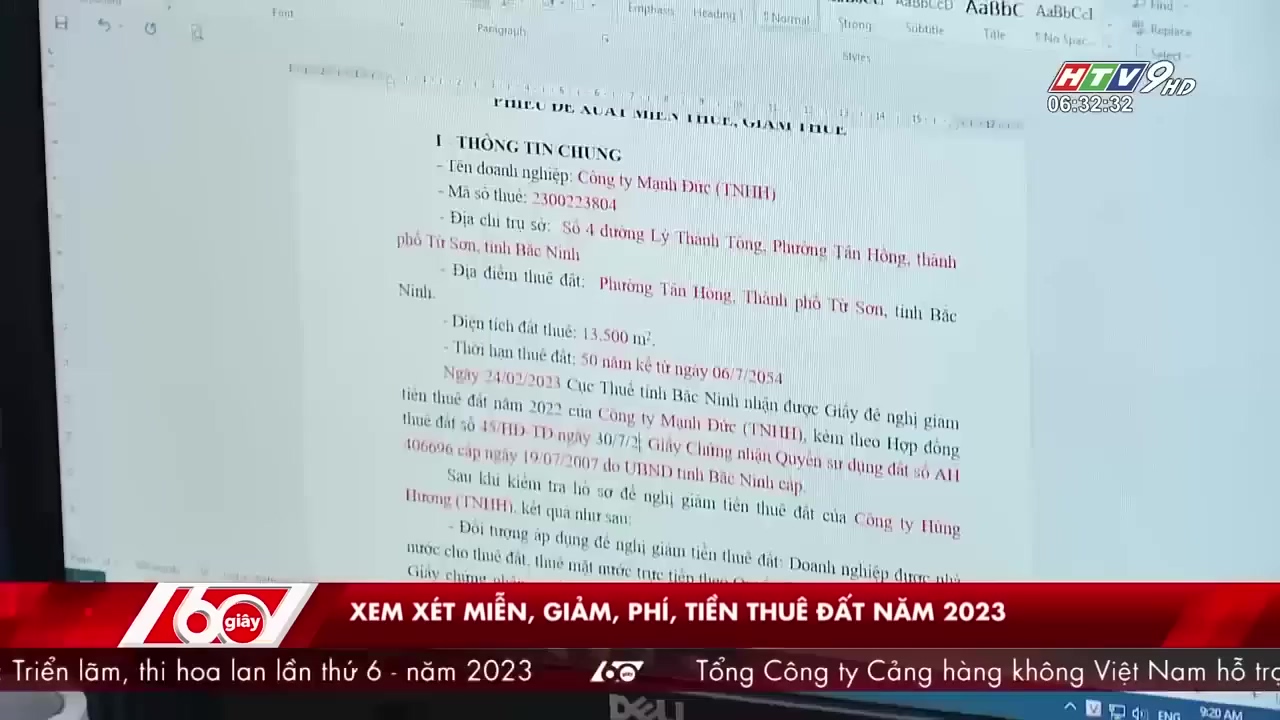 Font
Paragraph
Emphasis
Heading 1
¶ Normal
Strong
Subtitle
Title
¶ No Spac...
AaBbCcD
AaBbC
AaBbCcI
Styles
Find
Replace
Select
HTV9HD
06:32:32
PHIẾU ĐỀ XUẤT MIỄN THUẾ, GIẢM THUẾ
I THÔNG TIN CHUNG
- Tên doanh nghiệp: Công ty Mạnh Đức (TNHH)
- Mã số thuế: 2300223804
- Địa chỉ trụ sở: Số 4 đường Lý Thánh Tông, Phường Tân Hồng, thành
phố Từ Sơn, tỉnh Bắc Ninh
- Địa điểm thuê đất: Phường Tân Hồng, Thành phố Từ Sơn, tỉnh Bắc
Ninh.
- Diện tích đất thuê: 13.500 m².
- Thời hạn thuê đất: 50 năm kể từ ngày 06/7/2054
Ngày 24/02/2023 Cục Thuế tỉnh Bắc Ninh nhận được Giấy đề nghị giảm
tiền thuê đất năm 2022 của Công ty Mạnh Đức (TNHH), kèm theo Hợp đồng
thuê đất số 45/HĐ-TĐ ngày 30/7/2 Giấy Chứng nhận Quyền sử dụng đất số AH
406696 cấp ngày 19/07/2007 do UBND tỉnh Bắc Ninh cấp.
Sau khi kiểm tra hồ sơ đề nghị giảm tiền thuê đất của Công ty Hùng
Hương (TNHH), kết quả như sau:
- Đối tượng áp dụng đề nghị giảm tiền thuê đất: Doanh nghiệp được nhà
nước cho thuê đất, thuê mặt nước trực tiếp theo
Giấy chứng nhận
60 giây
XEM XÉT MIỄN, GIẢM, PHÍ, TIỀN THUÊ ĐẤT NĂM 2023
: Triển lãm, thi hoa lan lần thứ 6 - năm 2023 60 Tổng Công ty Cảng hàng không Việt Nam hỗ trợ
DELL
V ENG 9:20 AM